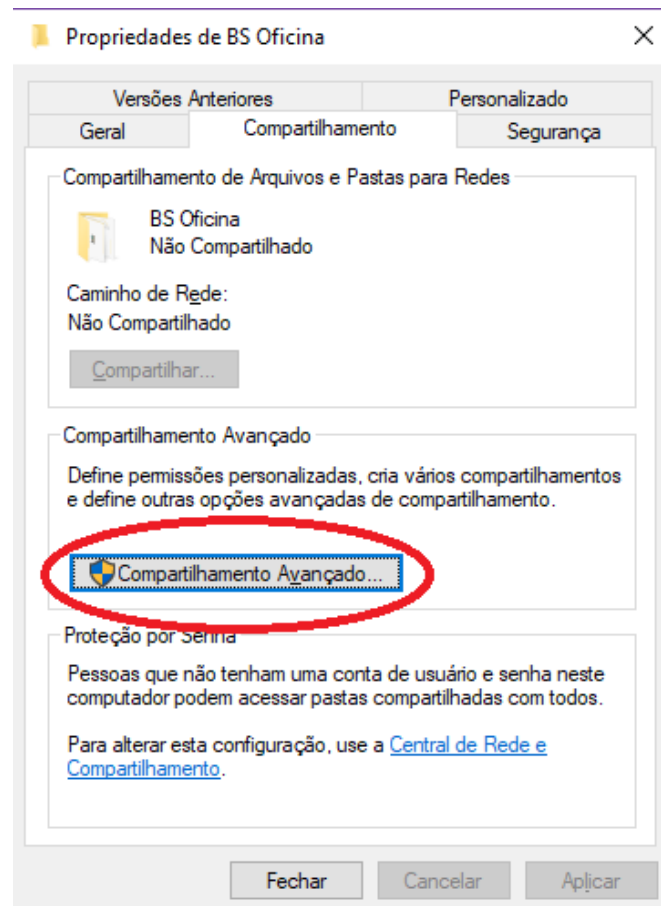 Propriedades de BS Oficina
Versões Anteriores
Personalizado
Geral
Compartilhamento
Segurança
Compartilhamento de Arquivos e Pastas para Redes
BS Oficina
Não Compartilhado
Caminho de Rede:
Não Compartilhado
Compartilhar...
Compartilhamento Avançado
Define permissões personalizadas, cria vários compartilhamentos
e define outras opções avançadas de compartilhamento.
Compartilhamento Avançado...
Proteção por Senha
Pessoas que não tenham uma conta de usuário e senha neste
computador podem acessar pastas compartilhadas com todos.
Para alterar esta configuração, use a Central de Rede e
Compartilhamento.
Fechar
Cancelar
Aplicar